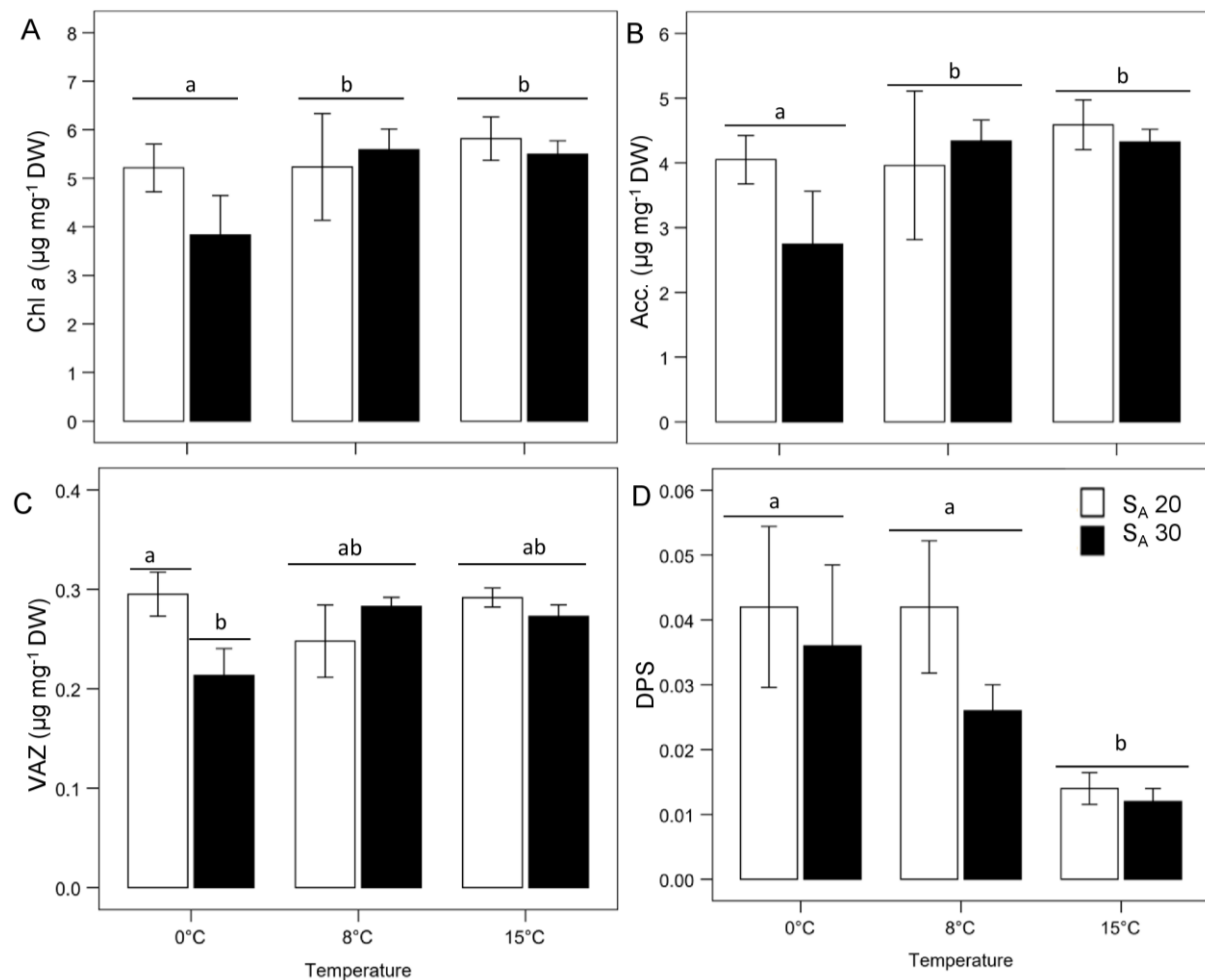 A
8
7
6
5
4
3
2
1
0
Chl a (µg mg⁻¹ DW)
a
b
b
B
6
5
4
3
2
1
0
Acc. (µg mg⁻¹ DW)
a
b
b
C
0.4
0.3
0.2
0.1
0.0
VAZ (µg mg⁻¹ DW)
a
b
ab
ab
0°C
8°C
15°C
Temperature
D
0.06
0.05
0.04
0.03
0.02
0.01
0.00
DPS
a
a
b
S_A 20
S_A 30
0°C
8°C
15°C
Temperature